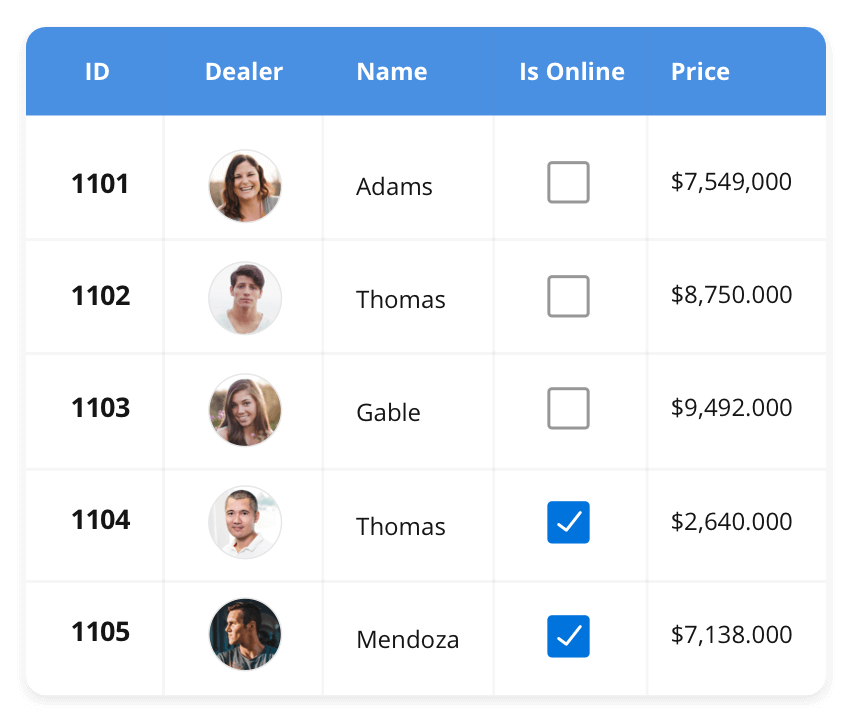 ID Dealer Name Is Online Price
1101 Adams $7,549,000
1102 Thomas $8,750.000
1103 Gable $9,492.000
1104 Thomas $2,640.000
1105 Mendoza $7,138.000